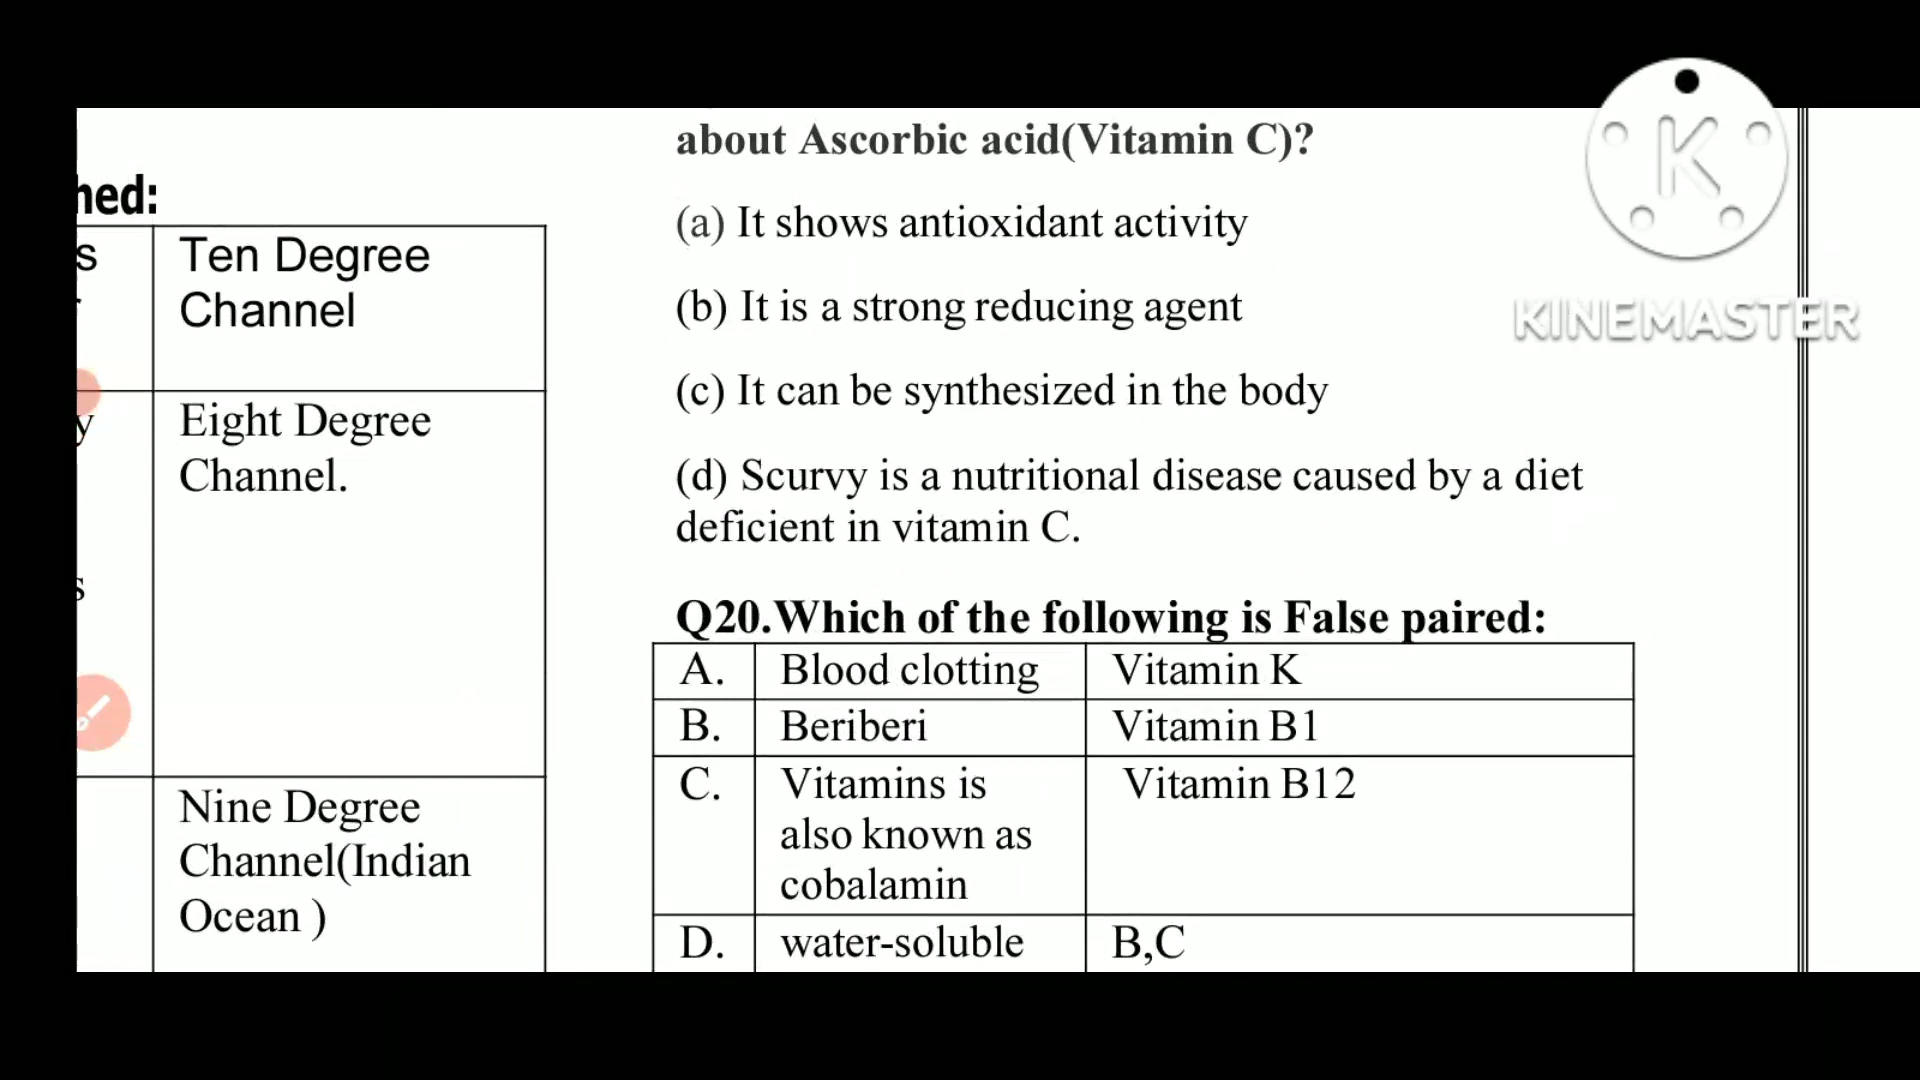 hed:
s
Ten Degree
Channel
y
Eight Degree
Channel.
s
Nine Degree
Channel(Indian
Ocean )
about Ascorbic acid(Vitamin C)?
(a) It shows antioxidant activity
(b) It is a strong reducing agent
(c) It can be synthesized in the body
(d) Scurvy is a nutritional disease caused by a diet
deficient in vitamin C.
Q20.Which of the following is False paired:
A. Blood clotting Vitamin K
B. Beriberi Vitamin B1
C. Vitamins is Vitamin B12
also known as
cobalamin
D. water-soluble B,C
K
KINEMASTER